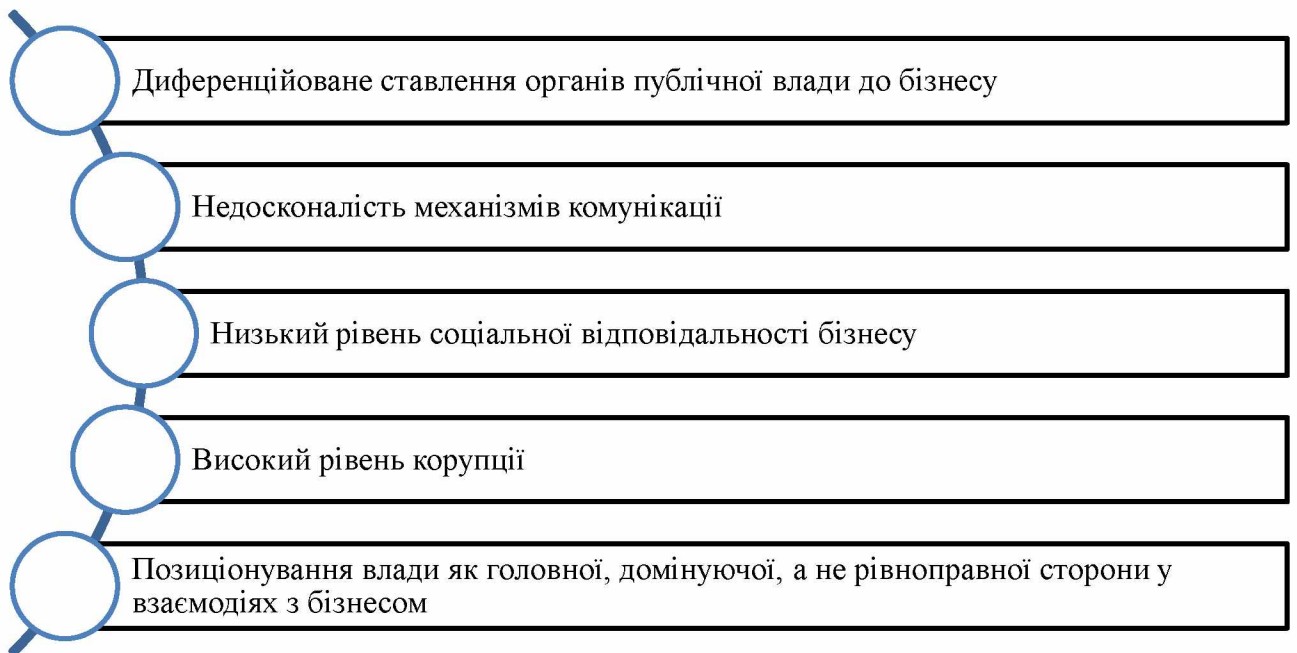 Диференційоване ставлення органів публічної влади до бізнесу
Недосконалість механізмів комунікації
Низький рівень соціальної відповідальності бізнесу
Високий рівень корупції
Позиціонування влади як головної, домінуючої, а не рівноправної сторони у
взаємодіях з бізнесом